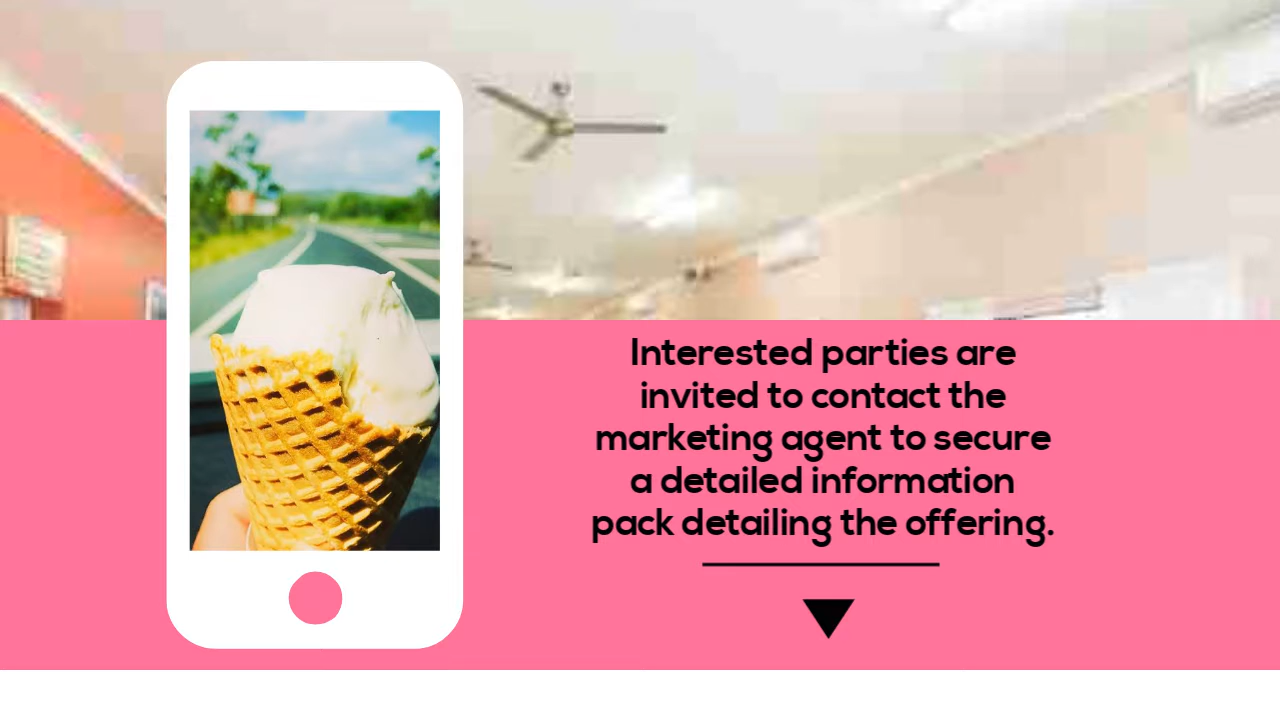 Interested parties are
invited to contact the
marketing agent to secure
a detailed information
pack detailing the offering.